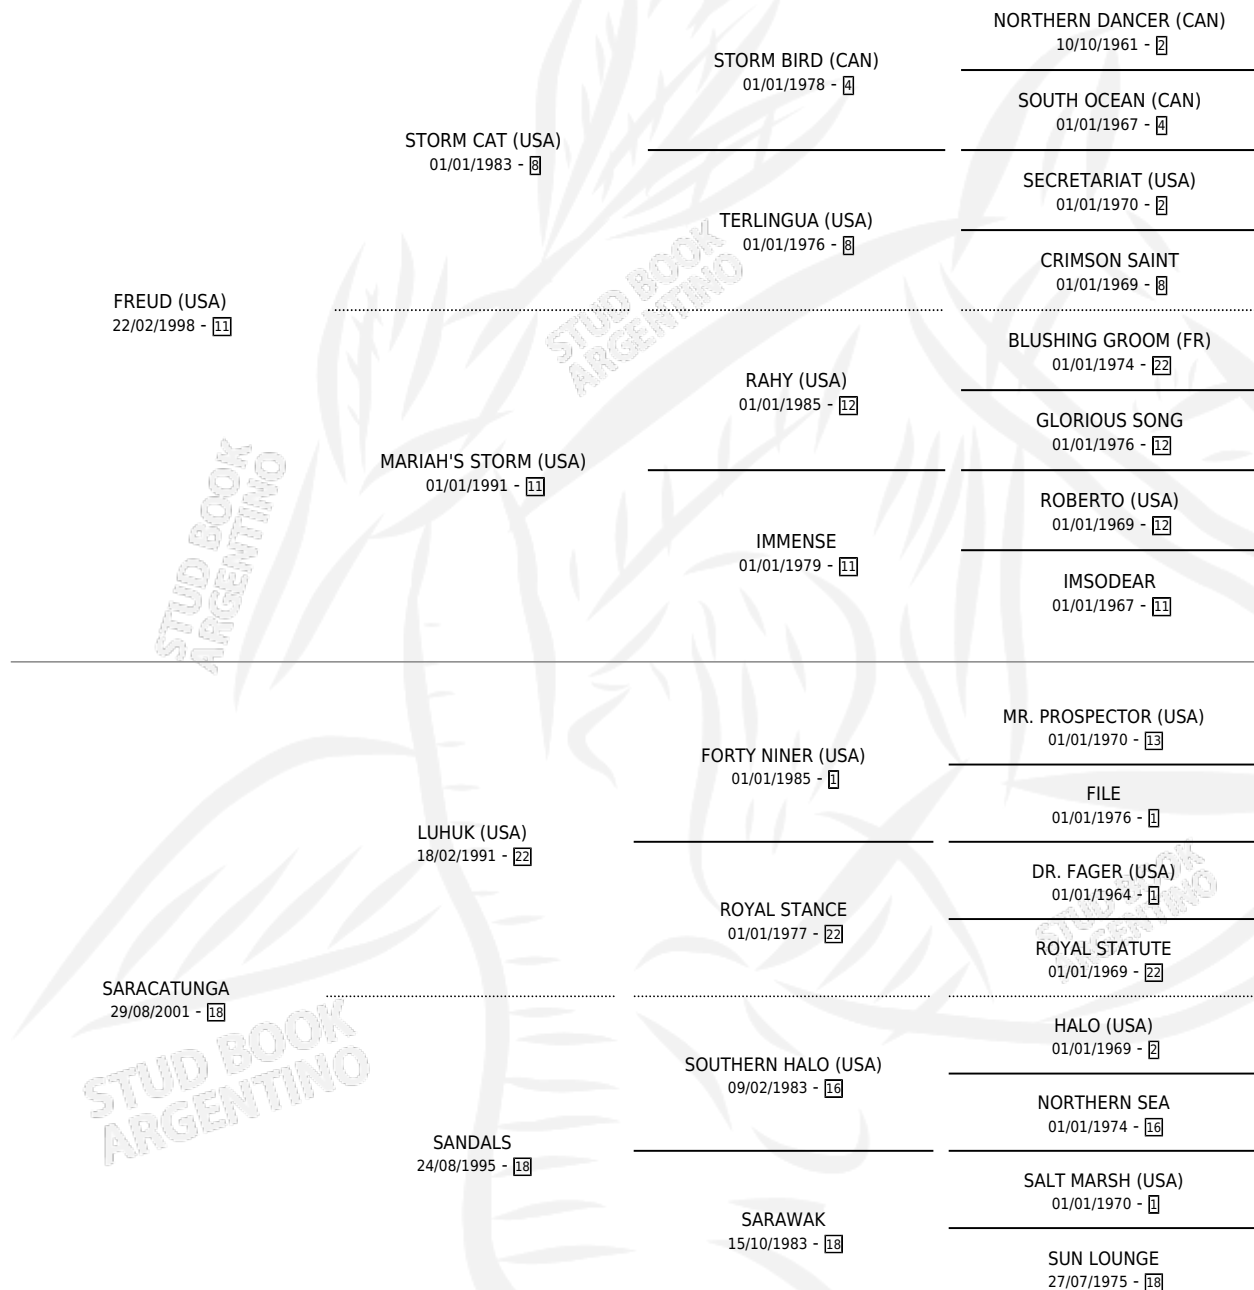 NORTHERN DANCER (CAN)
10/10/1961 - 2
STORM BIRD (CAN)
01/01/1978 - 4
SOUTH OCEAN (CAN)
01/01/1967 - 4
STORM CAT (USA)
01/01/1983 - 8
SECRETARIAT (USA)
01/01/1970 - 2
TERLINGUA (USA)
01/01/1976 - 8
CRIMSON SAINT
01/01/1969 - 8
FREUD (USA)
22/02/1998 - 11
BLUSHING GROOM (FR)
01/01/1974 - 22
RAHY (USA)
01/01/1985 - 12
GLORIOUS SONG
01/01/1976 - 12
MARIAH'S STORM (USA)
01/01/1991 - 11
ROBERTO (USA)
01/01/1969 - 12
IMMENSE
01/01/1979 - 11
IMSODEAR
01/01/1967 - 11
MR. PROSPECTOR (USA)
01/01/1970 - 13
FORTY NINER (USA)
01/01/1985 - 1
FILE
01/01/1976 - 1
LUHUK (USA)
18/02/1991 - 22
DR. FAGER (USA)
01/01/1964 - 1
ROYAL STANCE
01/01/1977 - 22
ROYAL STATUTE
01/01/1969 - 22
SARACATUNGA
29/08/2001 - 18
HALO (USA)
01/01/1969 - 2
SOUTHERN HALO (USA)
09/02/1983 - 16
NORTHERN SEA
01/01/1974 - 16
SANDALS
24/08/1995 - 18
SALT MARSH (USA)
01/01/1970 - 1
SARAWAK
15/10/1983 - 18
SUN LOUNGE
27/07/1975 - 18
STUD BOOK
ARGENTINO
STUD BOOK
ARGENTINO
STUD BOOK
ARGENTINO
STUD BOOK
ARGENTINO